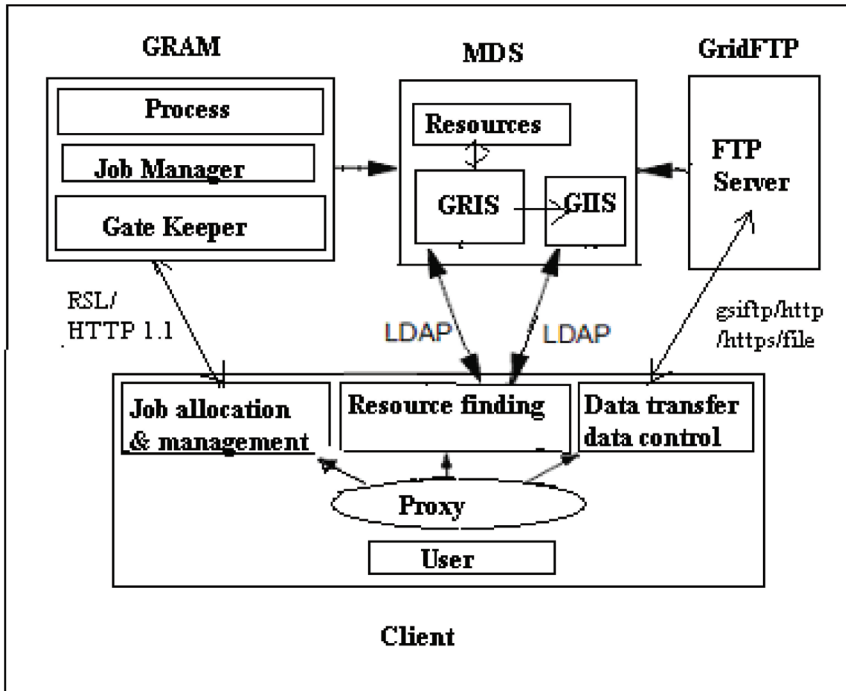 GRAM
MDS
GridFTP
Process
Job Manager
Gate Keeper
Resources
GRIS
GIIS
FTP
Server
RSL/
HTTP 1.1
LDAP
LDAP
gsiftp/http
/https/file
Job allocation
& management
Resource finding
Data transfer
data control
Proxy
User
Client